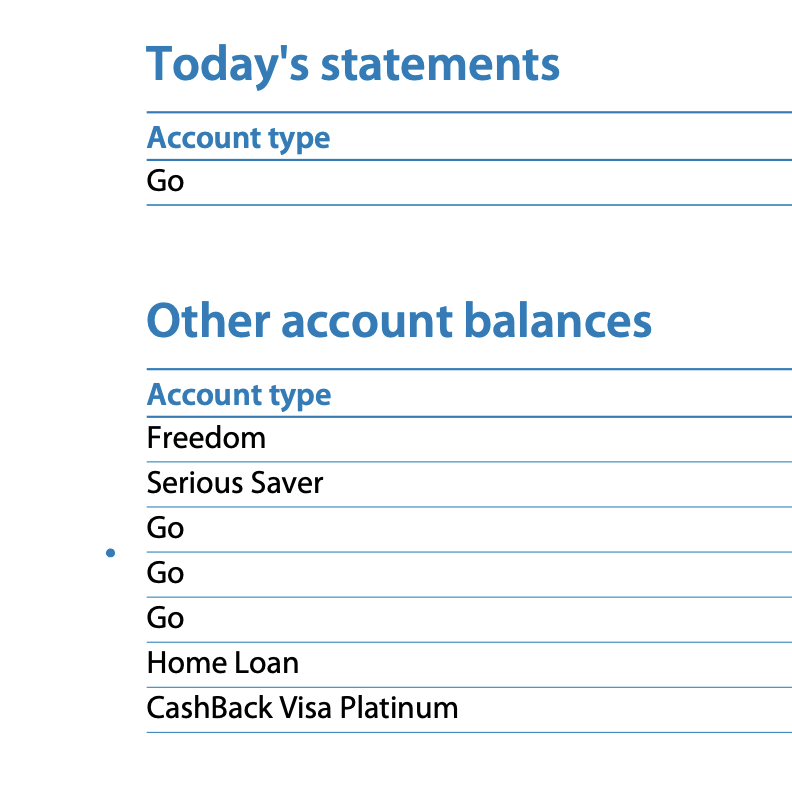 Today's statements
Account type
Go
Other account balances
Account type
Freedom
Serious Saver
Go
Go
Go
Home Loan
CashBack Visa Platinum